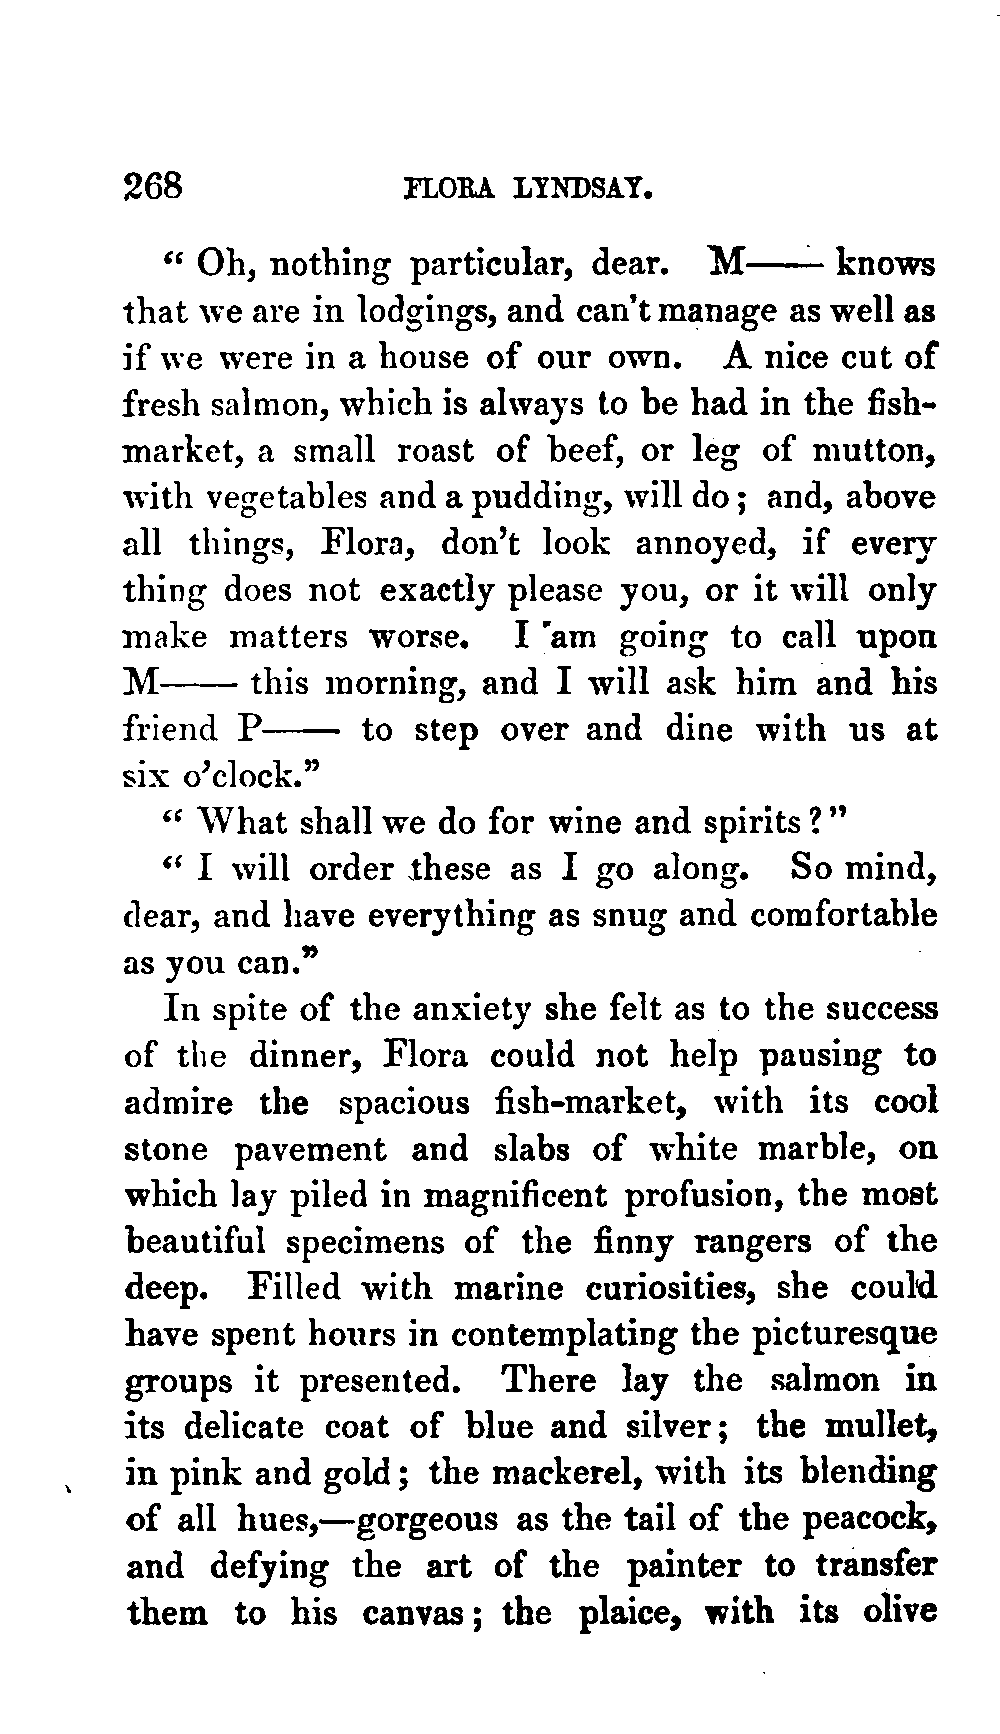 268 FLORA LYNDSAY.
“ Oh, nothing particular, dear. M—— knows
that we are in lodgings, and can't manage as well as
if we were in a house of our own. A nice cut of
fresh salmon, which is always to be had in the fish-
market, a small roast of beef, or leg of mutton,
with vegetables and a pudding, will do; and, above
all things, Flora, don't look annoyed, if every
thing does not exactly please you, or it will only
make matters worse. I am going to call upon
M—— this morning, and I will ask him and his
friend P—— to step over and dine with us at
six o'clock.”
“ What shall we do for wine and spirits?”
“ I will order these as I go along. So mind,
dear, and have everything as snug and comfortable
as you can.”
In spite of the anxiety she felt as to the success
of the dinner, Flora could not help pausing to
admire the spacious fish-market, with its cool
stone pavement and slabs of white marble, on
which lay piled in magnificent profusion, the most
beautiful specimens of the finny rangers of the
deep. Filled with marine curiosities, she could
have spent hours in contemplating the picturesque
groups it presented. There lay the salmon in
its delicate coat of blue and silver; the mullet,
in pink and gold; the mackerel, with its blending
of all hues,—gorgeous as the tail of the peacock,
and defying the art of the painter to transfer
them to his canvas; the plaice, with its olive